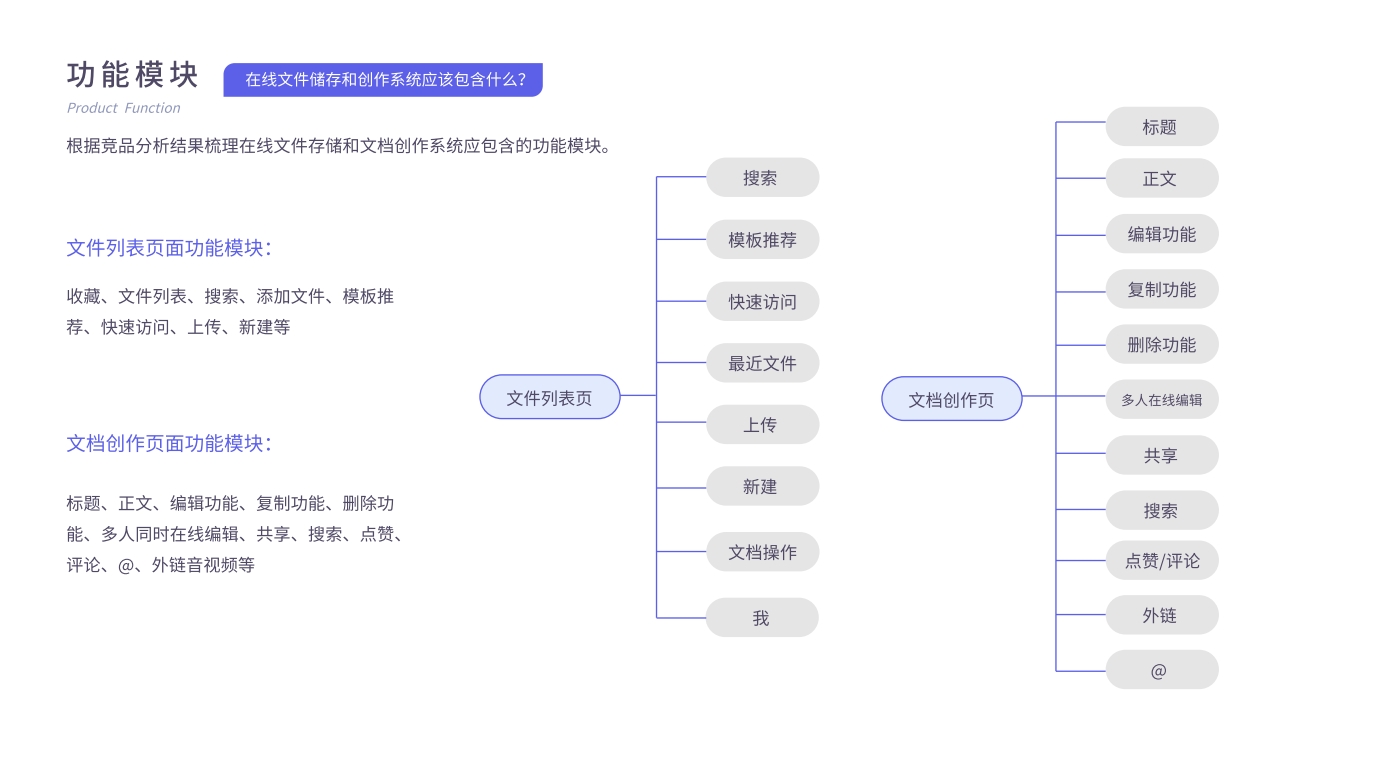 功能模块
在线文件储存和创作系统应该包含什么？
Product Function
根据竞品分析结果梳理在线文件存储和文档创作系统应包含的功能模块。
文件列表页面功能模块：
收藏、文件列表、搜索、添加文件、模板推
荐、快速访问、上传、新建等
文档创作页面功能模块：
标题、正文、编辑功能、复制功能、删除功
能、多人同时在线编辑、共享、搜索、点赞、
评论、@、外链音视频等
文件列表页
搜索
模板推荐
快速访问
最近文件
上传
新建
文档操作
我
文档创作页
标题
正文
编辑功能
复制功能
删除功能
多人在线编辑
共享
搜索
点赞/评论
外链
@